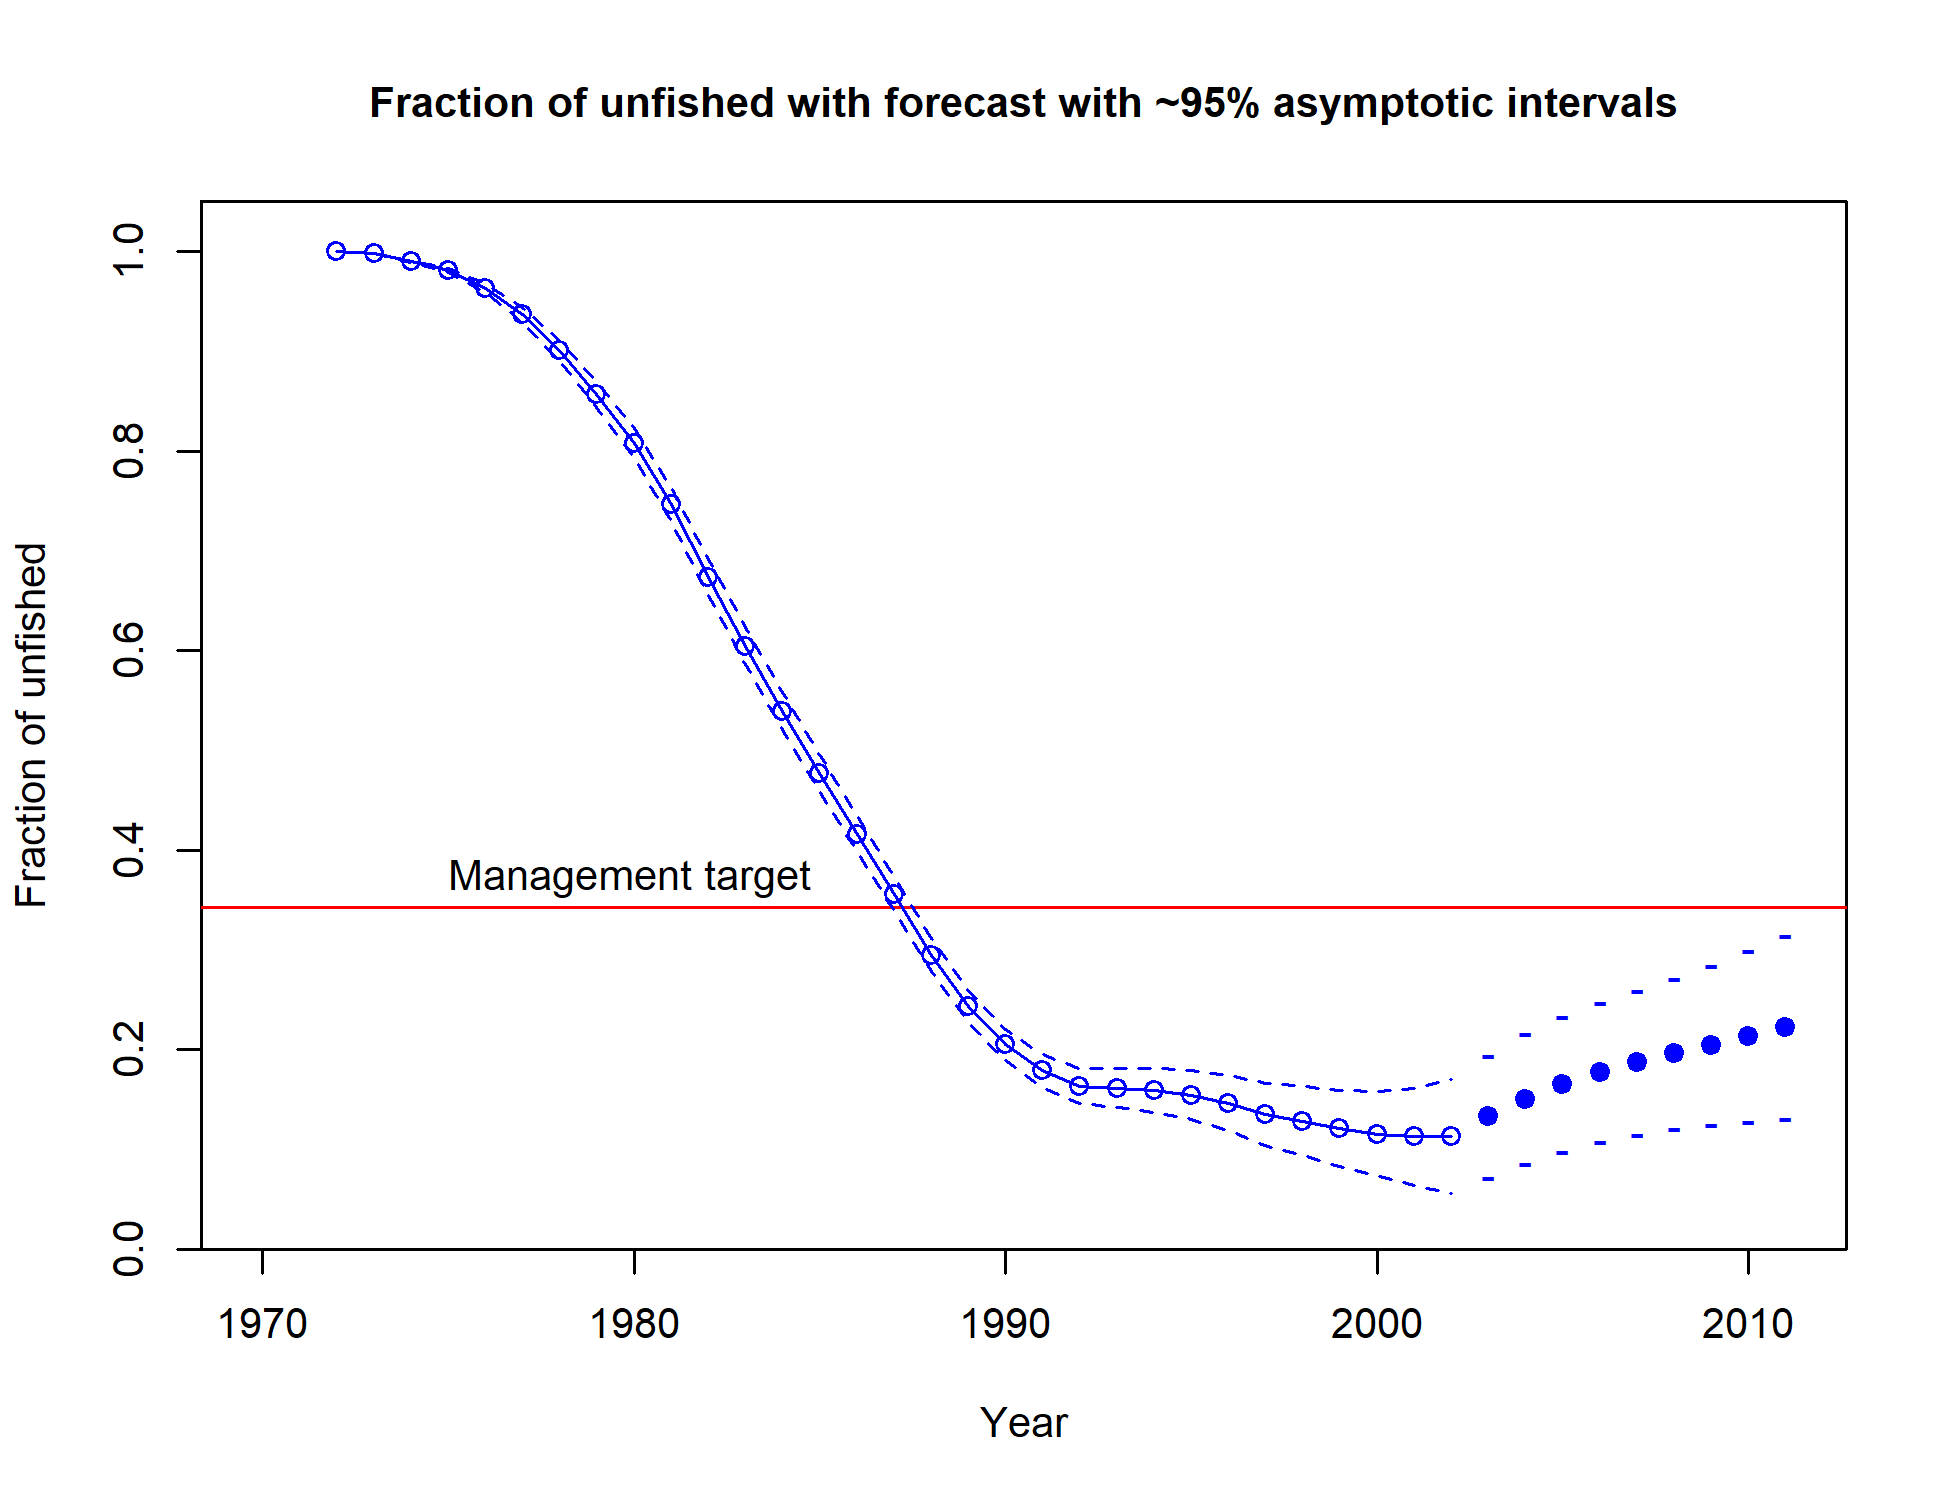 Fraction of unfished with forecast with ~95% asymptotic intervals
Fraction of unfished
1.0
0.8
0.6
0.4
0.2
0.0
Management target
1970 1980 1990 2000 2010
Year